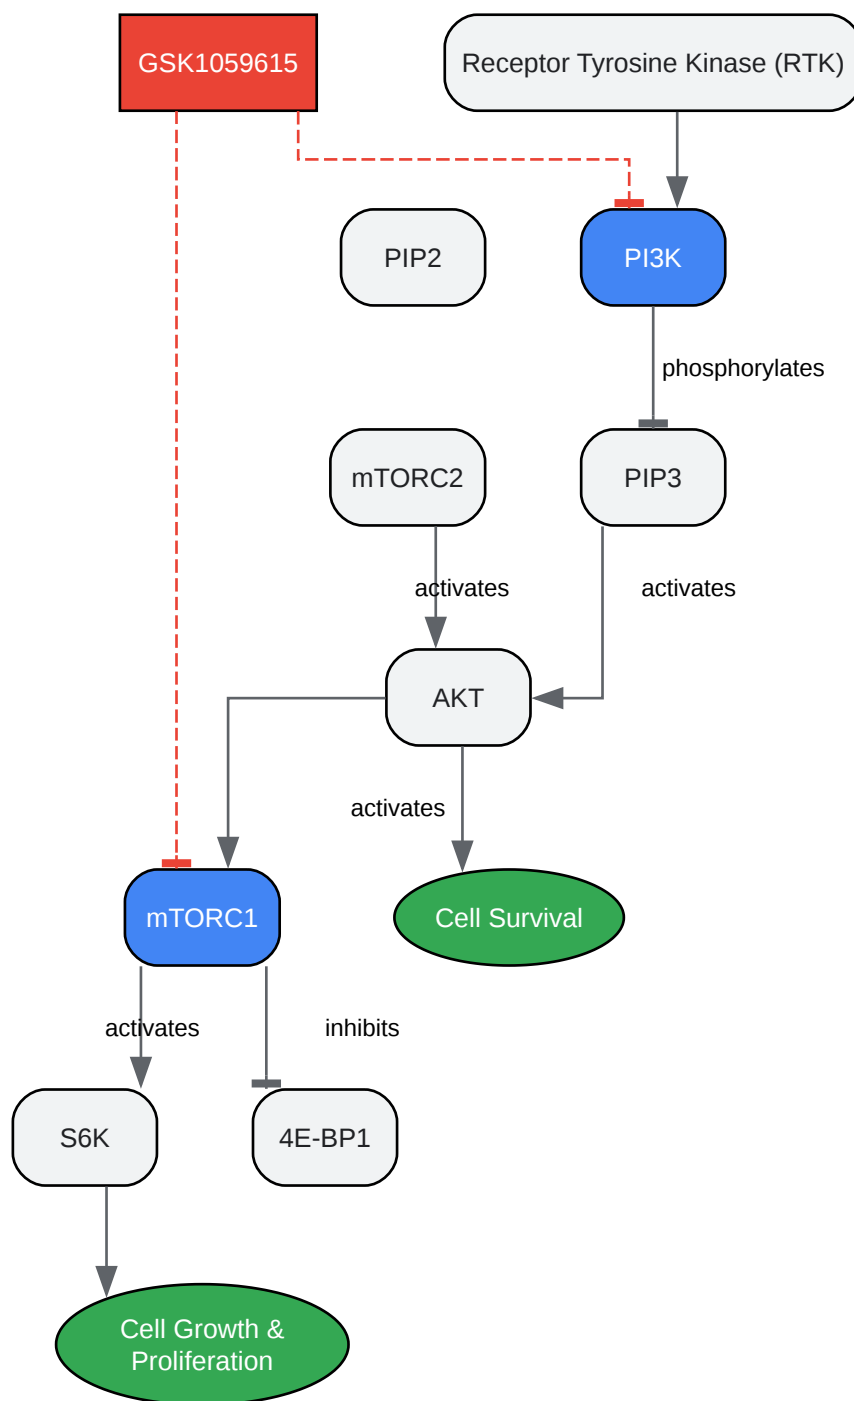 GSK1059615
Receptor Tyrosine Kinase (RTK)
PIP2
PI3K
phosphorylates
mTORC2
PIP3
activates
activates
AKT
activates
mTORC1
Cell Survival
activates
inhibits
S6K
4E-BP1
Cell Growth &
Proliferation